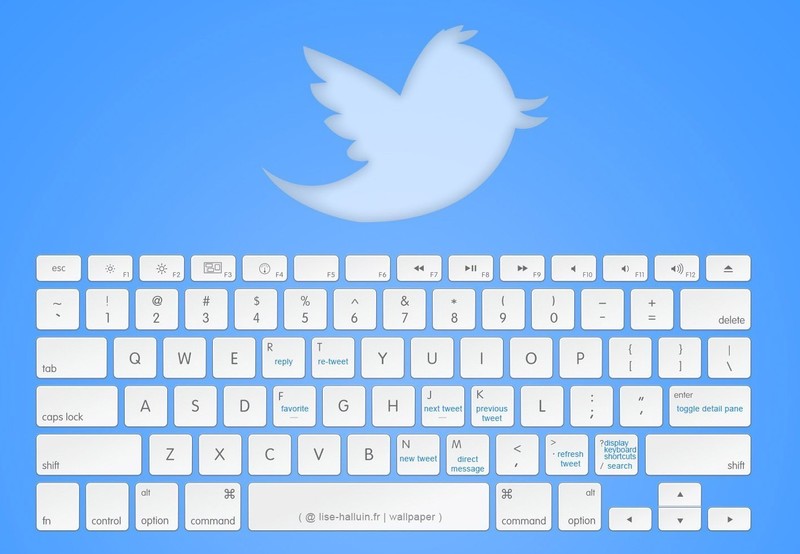 esc F1 F2 F3 F4 F5 F6 F7 F8 F9 F10 F11 F12
~ ! @ # $ % ^ & * ( ) – +
` 1 2 3 4 5 6 7 8 9 0 - = delete
tab Q W E R reply T re-tweet Y U I O P { [ } ] | \
caps lock A S D F favorite G H J next tweet K previous tweet L : ; " , enter toggle detail pane
shift Z X C V B N new tweet M direct message < , > . refresh tweet ?display keyboard shortcuts / search shift
fn control alt option ⌘ command ( @ lise-halluin.fr | wallpaper ) ⌘ command alt option